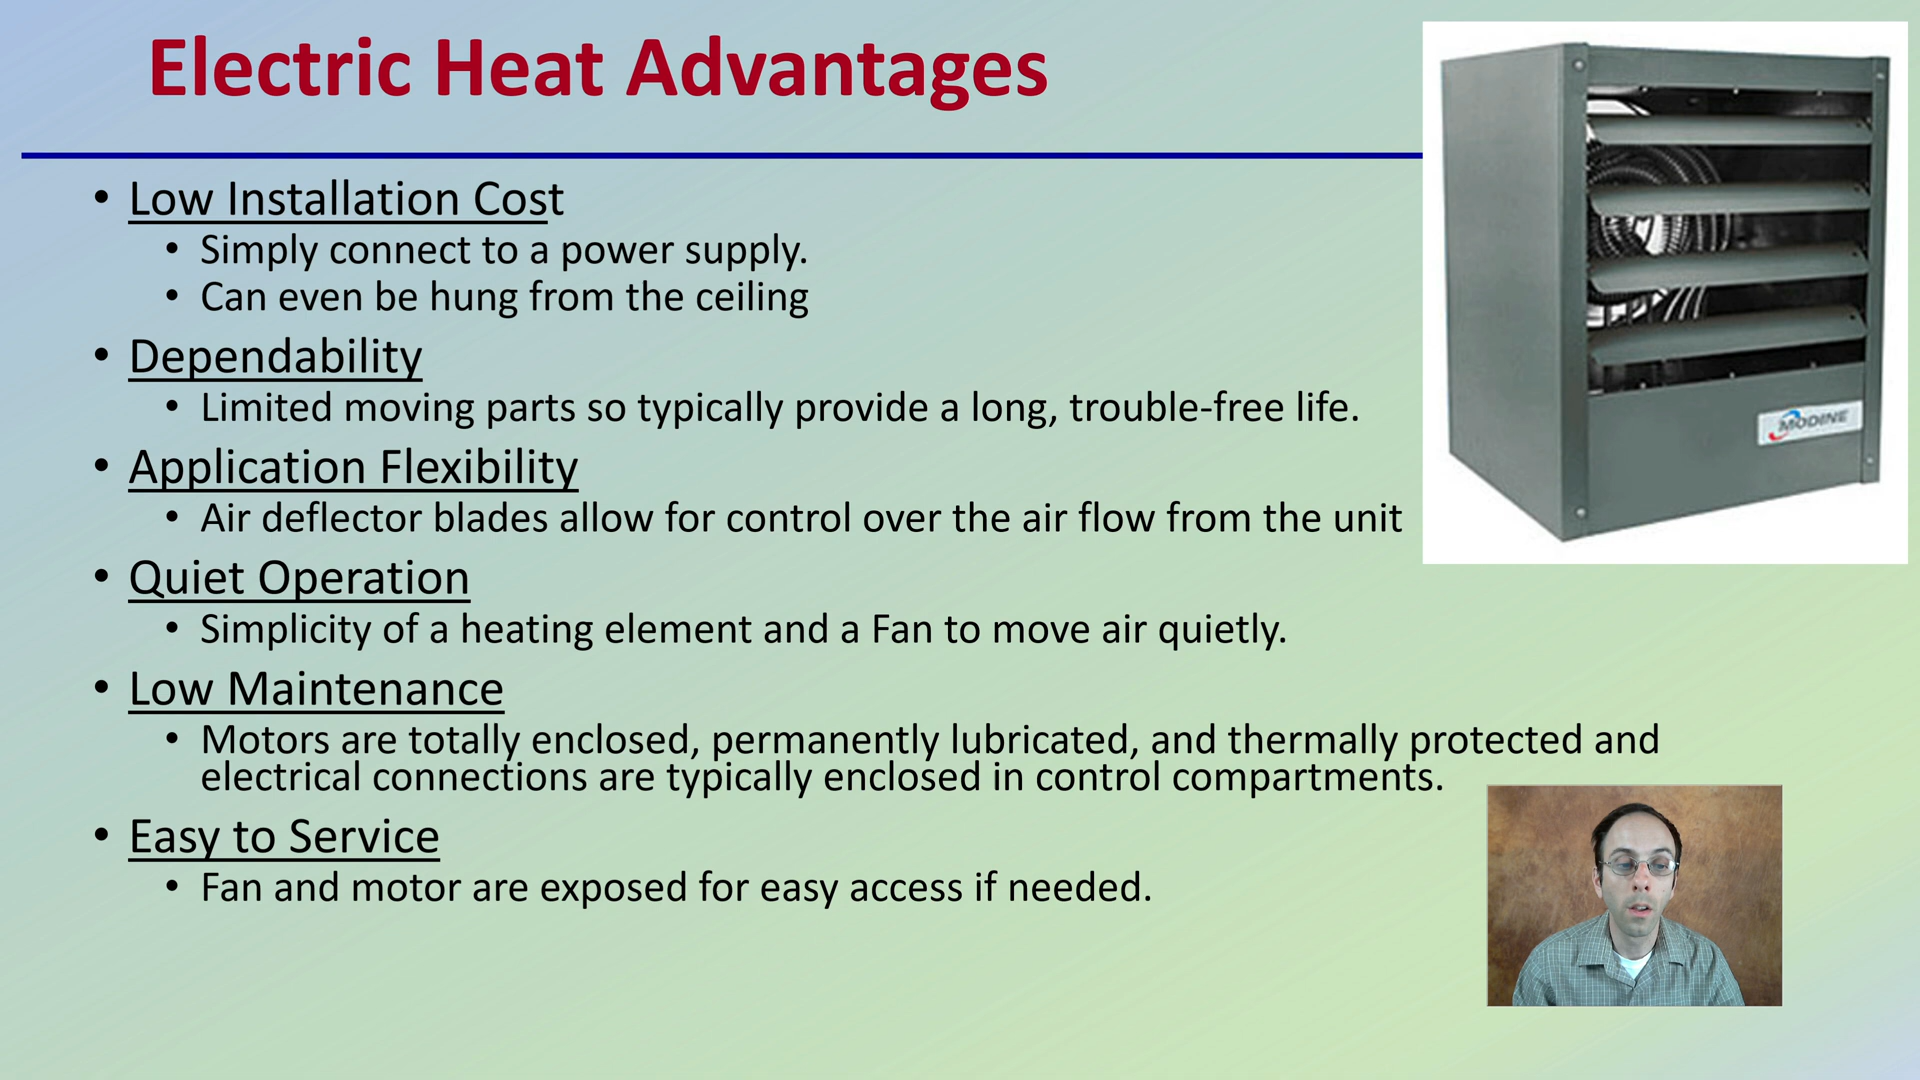 Electric Heat Advantages
• Low Installation Cost
• Simply connect to a power supply.
• Can even be hung from the ceiling
• Dependability
• Limited moving parts so typically provide a long, trouble-free life.
• Application Flexibility
• Air deflector blades allow for control over the air flow from the unit
• Quiet Operation
• Simplicity of a heating element and a Fan to move air quietly.
• Low Maintenance
• Motors are totally enclosed, permanently lubricated, and thermally protected and
electrical connections are typically enclosed in control compartments.
• Easy to Service
• Fan and motor are exposed for easy access if needed.
MODINE